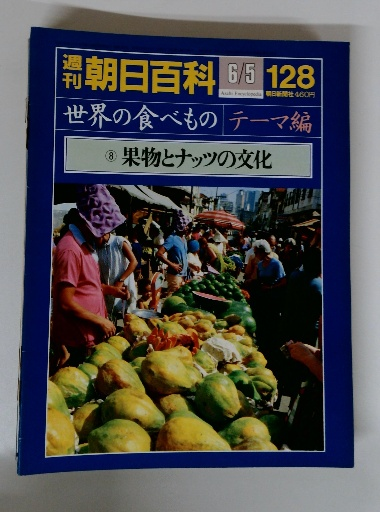 週刊 朝日百科 6/5 128
Asahi Encyclopedia 朝日新聞社 460円
世界の食べもの テーマ編
⑧ 果物とナッツの文化